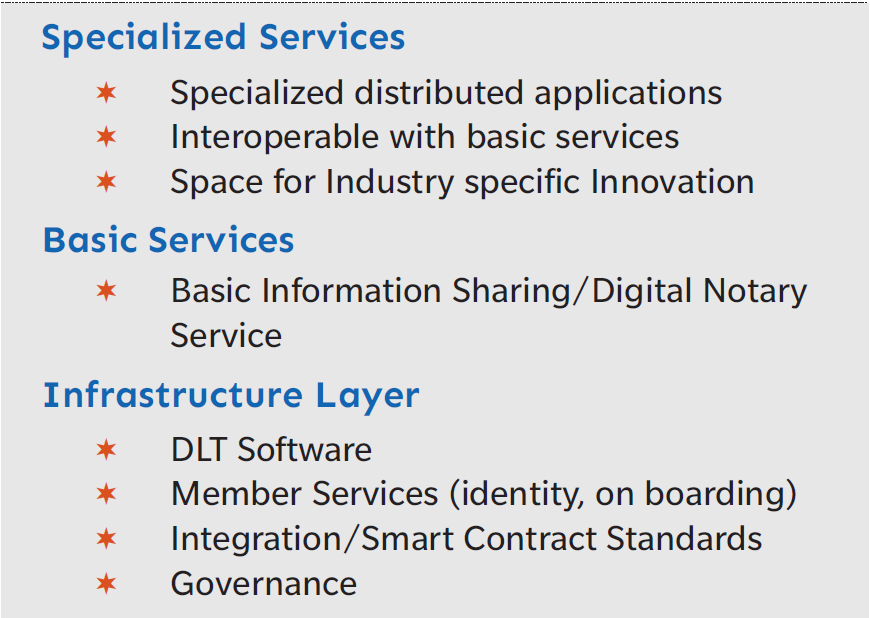 Specialized Services
✶ Specialized distributed applications
✶ Interoperable with basic services
✶ Space for Industry specific Innovation
Basic Services
✶ Basic Information Sharing/Digital Notary
Service
Infrastructure Layer
✶ DLT Software
✶ Member Services (identity, on boarding)
✶ Integration/Smart Contract Standards
✶ Governance